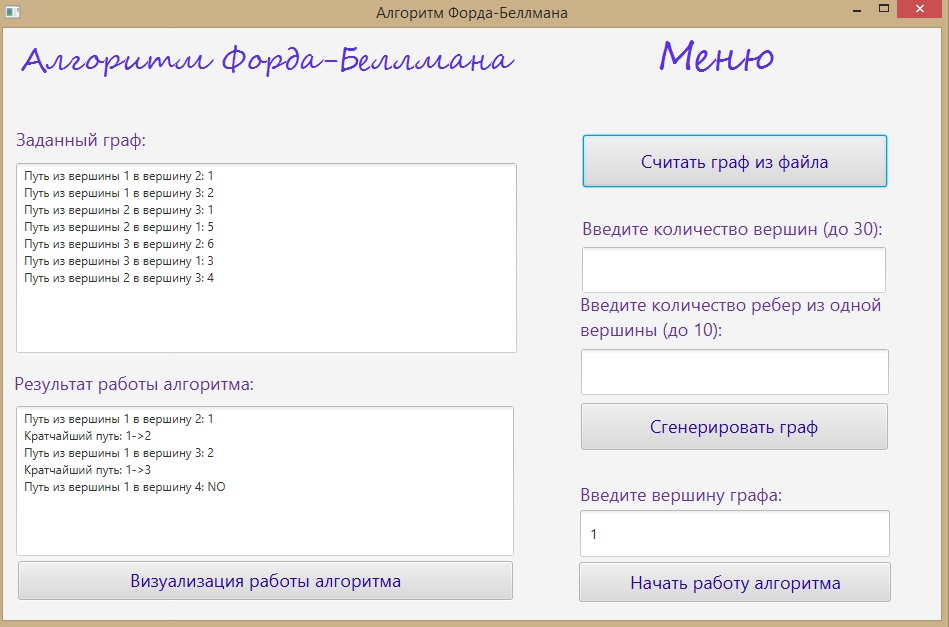 Алгоритм Форда-Беллмана
Алгоритм Форда-Беллмана
Меню
Заданный граф:
Путь из вершины 1 в вершину 2: 1
Путь из вершины 1 в вершину 3: 2
Путь из вершины 2 в вершину 3: 1
Путь из вершины 2 в вершину 1: 5
Путь из вершины 3 в вершину 2: 6
Путь из вершины 3 в вершину 1: 3
Путь из вершины 2 в вершину 3: 4
Результат работы алгоритма:
Путь из вершины 1 в вершину 2: 1
Кратчайший путь: 1->2
Путь из вершины 1 в вершину 3: 2
Кратчайший путь: 1->3
Путь из вершины 1 в вершину 4: NO
Визуализация работы алгоритма
Считать граф из файла
Введите количество вершин (до 30):
Введите количество ребер из одной
вершины (до 10):
Сгенерировать граф
Введите вершину графа:
1
Начать работу алгоритма